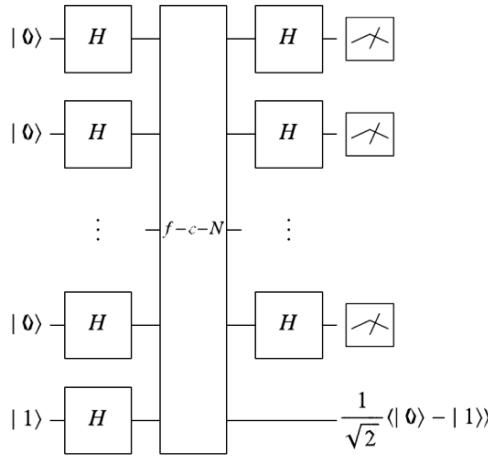 | 0⟩ H H
| 0⟩ H H
⋮ f−c−N ⋮
| 0⟩ H H
| 1⟩ H 1/√2 (| 0⟩ − | 1⟩)